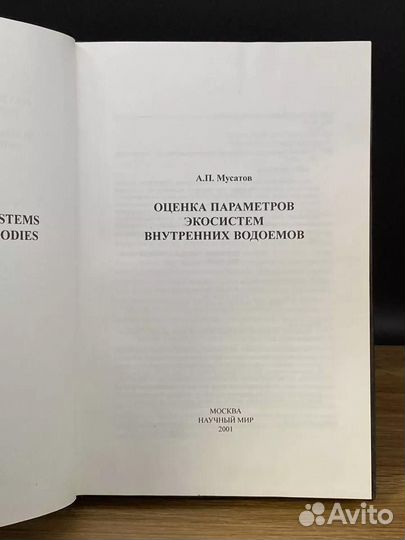 STEMS
ODIES
А.П. Мусатов
ОЦЕНКА ПАРАМЕТРОВ
ЭКОСИСТЕМ
ВНУТРЕННИХ ВОДОЕМОВ
МОСКВА
НАУЧНЫЙ МИР
2001
Avito